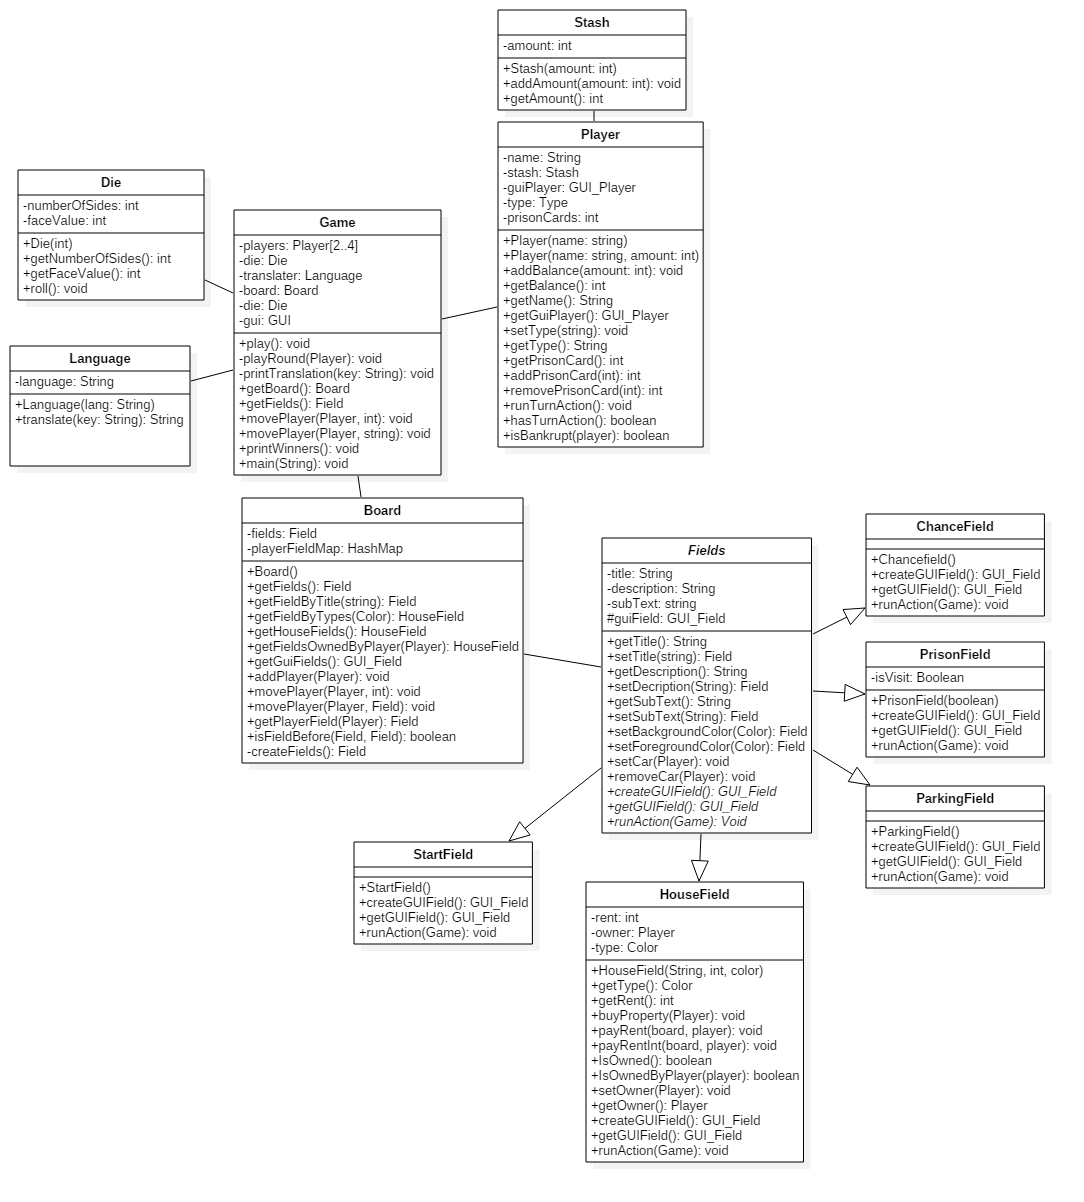 Stash
-amount: int
+Stash(amount: int)
+addAmount(amount: int): void
+getAmount(): int
Player
-name: String
-stash: Stash
-guiPlayer: GUI_Player
-type: Type
-prisonCards: int
+Player(name: string)
+Player(name: string, amount: int)
+addBalance(amount: int): void
+getBalance(): int
+getName(): String
+getGuiPlayer(): GUI_Player
+setType(string): void
+getType(): String
+getPrisonCard(): int
+addPrisonCard(int): int
+removePrisonCard(int): int
+runTurnAction(): void
+hasTurnAction(): boolean
+isBankrupt(player): boolean
Die
-numberOfSides: int
-faceValue: int
+Die(int)
+getNumberOfSides(): int
+getFaceValue(): int
+roll(): void
Game
-players: Player[2..4]
-die: Die
-translater: Language
-board: Board
-die: Die
-gui: GUI
+play(): void
-playRound(Player): void
-printTranslation(key: String): void
+getBoard(): Board
+getFields(): Field
+movePlayer(Player, int): void
+movePlayer(Player, string): void
+printWinners(): void
+main(String): void
Language
-language: String
+Language(lang: String)
+translate(key: String): String
Board
-fields: Field
-playerFieldMap: HashMap
+Board()
+getFields(): Field
+getFieldByTitle(string): Field
+getFieldByTypes(Color): HouseField
+getHouseFields(): HouseField
+getFieldsOwnedByPlayer(Player): HouseField
+getGuiFields(): GUI_Field
+addPlayer(Player): void
+movePlayer(Player, int): void
+movePlayer(Player, Field): void
+getPlayerField(Player): Field
+isFieldBefore(Field, Field): boolean
-createFields(): Field
Fields
-title: String
-description: String
-subText: string
#guiField: GUI_Field
+getTitle(): String
+setTitle(string): Field
+getDescription(): String
+setDecription(String): Field
+getSubText(): String
+setSubText(String): Field
+setBackgroundColor(Color): Field
+setForegroundColor(Color): Field
+setCar(Player): void
+removeCar(Player): void
+createGUIField(): GUI_Field
+getGUIField(): GUI_Field
+runAction(Game): Void
ChanceField
+Chancefield()
+createGUIField(): GUI_Field
+getGUIField(): GUI_Field
+runAction(Game): void
PrisonField
-isVisit: Boolean
+PrisonField(boolean)
+createGUIField(): GUI_Field
+getGUIField(): GUI_Field
+runAction(Game): void
ParkingField
+ParkingField()
+createGUIField(): GUI_Field
+getGUIField(): GUI_Field
+runAction(Game): void
StartField
+StartField()
+createGUIField(): GUI_Field
+getGUIField(): GUI_Field
+runAction(Game): void
HouseField
-rent: int
-owner: Player
-type: Color
+HouseField(String, int, color)
+getType(): Color
+getRent(): int
+buyProperty(Player): void
+payRent(board, player): void
+payRentInt(board, player): void
+IsOwned(): boolean
+IsOwnedByPlayer(player): boolean
+setOwner(Player): void
+getOwner(): Player
+createGUIField(): GUI_Field
+getGUIField(): GUI_Field
+runAction(Game): void